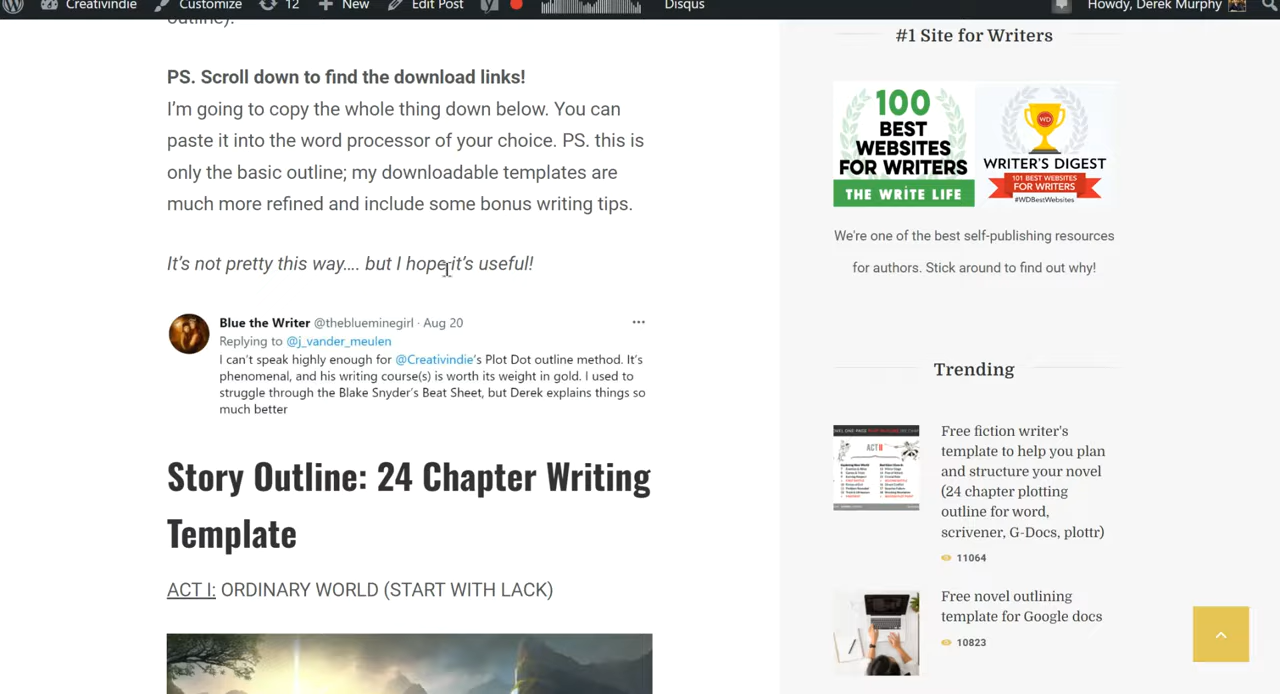 Creativindie Customize 12 New Edit Post Disqus Howdy, Derek Murphy
outline).
PS. Scroll down to find the download links!
I'm going to copy the whole thing down below. You can
paste it into the word processor of your choice. PS. this is
only the basic outline; my downloadable templates are
much more refined and include some bonus writing tips.
It's not pretty this way.... but I hope it's useful!
Blue the Writer @theblueminegirl · Aug 20
Replying to @j_vander_meulen
I can't speak highly enough for @Creativindie's Plot Dot outline method. It's
phenomenal, and his writing course(s) is worth its weight in gold. I used to
struggle through the Blake Snyder's Beat Sheet, but Derek explains things so
much better
Story Outline: 24 Chapter Writing
Template
ACT I: ORDINARY WORLD (START WITH LACK)
#1 Site for Writers
100
BEST
WEBSITES
FOR WRITERS
THE WRITE LIFE
WD
WRITER'S DIGEST
101 BEST WEBSITES
FOR WRITERS
#WDBestWebsites
We're one of the best self-publishing resources
for authors. Stick around to find out why!
Trending
ACT II
Free fiction writer's
template to help you plan
and structure your novel
(24 chapter plotting
outline for word,
scrivener, G-Docs, plottr)
11064
Free novel outlining
template for Google docs
10823